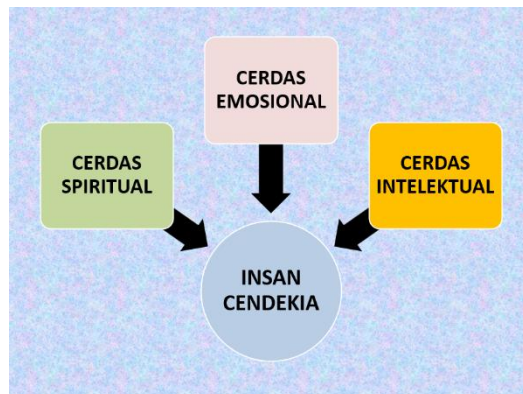 CERDAS
EMOSIONAL
CERDAS
SPIRITUAL
CERDAS
INTELEKTUAL
INSAN
CENDEKIA